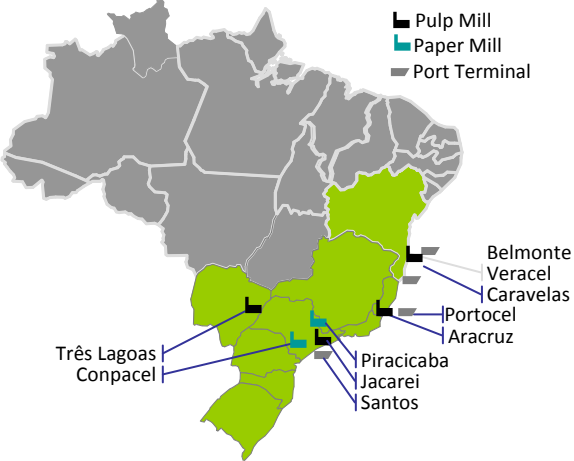 Pulp Mill
Paper Mill
Port Terminal
Belmonte
Veracel
Caravelas
Portocel
Aracruz
Três Lagoas
Conpacel
Piracicaba
Jacarei
Santos